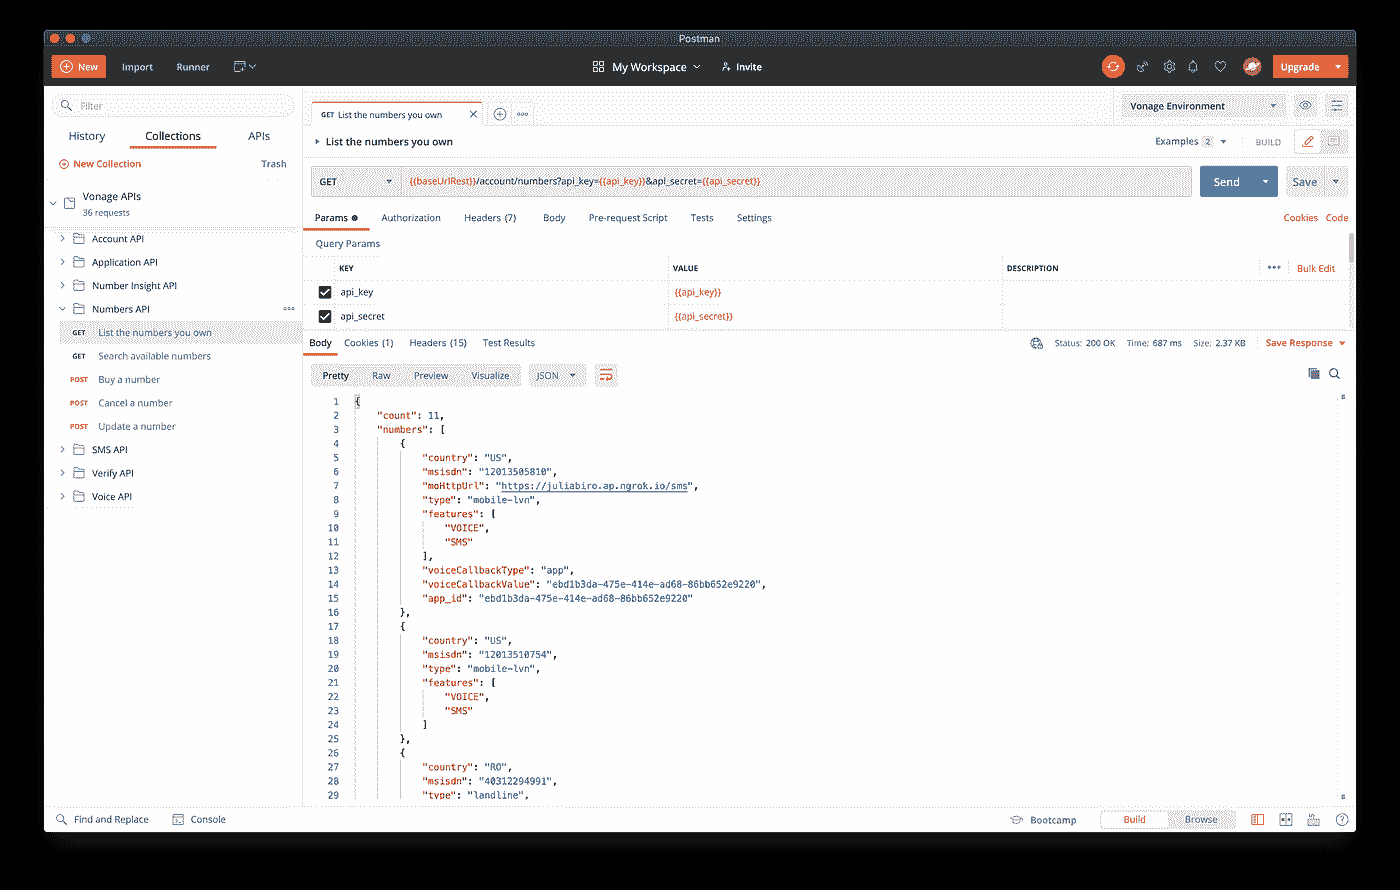 Postman
New Import Runner My Workspace Invite Upgrade
Filter
History Collections APIs
New Collection Trash
Vonage APIs
36 requests
Account API
Application API
Number Insight API
Numbers API
GET List the numbers you own
GET Search available numbers
POST Buy a number
POST Cancel a number
POST Update a number
SMS API
Verify API
Voice API
GET List the numbers you own
Vonage Environment
List the numbers you own
Examples 2 BUILD
GET {{baseUrlRest}}/account/numbers?api_key={{api_key}}&api_secret={{api_secret}} Send Save
Params Authorization Headers (7) Body Pre-request Script Tests Settings Cookies Code
Query Params
KEY VALUE DESCRIPTION Bulk Edit
api_key {{api_key}}
api_secret {{api_secret}}
Body Cookies (1) Headers (15) Test Results Status: 200 OK Time: 687 ms Size: 2.37 KB Save Response
Pretty Raw Preview Visualize JSON
1 {
2 "count": 11,
3 "numbers": [
4 {
5 "country": "US",
6 "msisdn": "12013505810",
7 "moHttpUrl": "https://juliabiro.ap.ngrok.io/sms",
8 "type": "mobile-lvn",
9 "features": [
10 "VOICE",
11 "SMS"
12 ],
13 "voiceCallbackType": "app",
14 "voiceCallbackValue": "ebd1b3da-475e-414e-ad68-86bb652e9220",
15 "app_id": "ebd1b3da-475e-414e-ad68-86bb652e9220"
16 },
17 {
18 "country": "US",
19 "msisdn": "12013510754",
20 "type": "mobile-lvn",
21 "features": [
22 "VOICE",
23 "SMS"
24 ]
25 },
26 {
27 "country": "RO",
28 "msisdn": "40312294991",
29 "type": "landline",
Find and Replace Console Bootcamp Build Browse